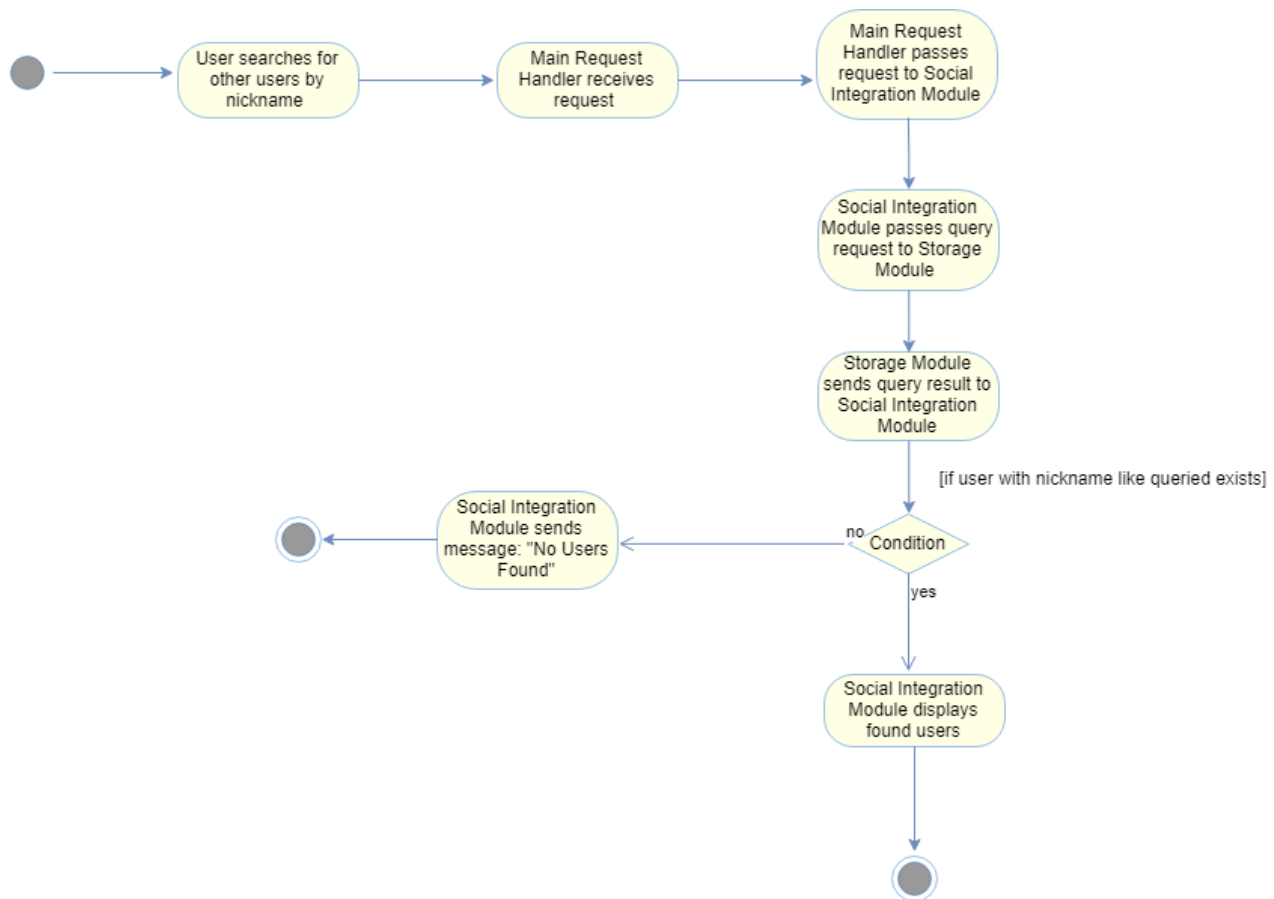 User searches for
other users by
nickname
Main Request
Handler receives
request
Main Request
Handler passes
request to Social
Integration Module
Social Integration
Module passes query
request to Storage
Module
Storage Module
sends query result to
Social Integration
Module
[if user with nickname like queried exists]
Condition
no
yes
Social Integration
Module sends
message: "No Users
Found"
Social Integration
Module displays
found users